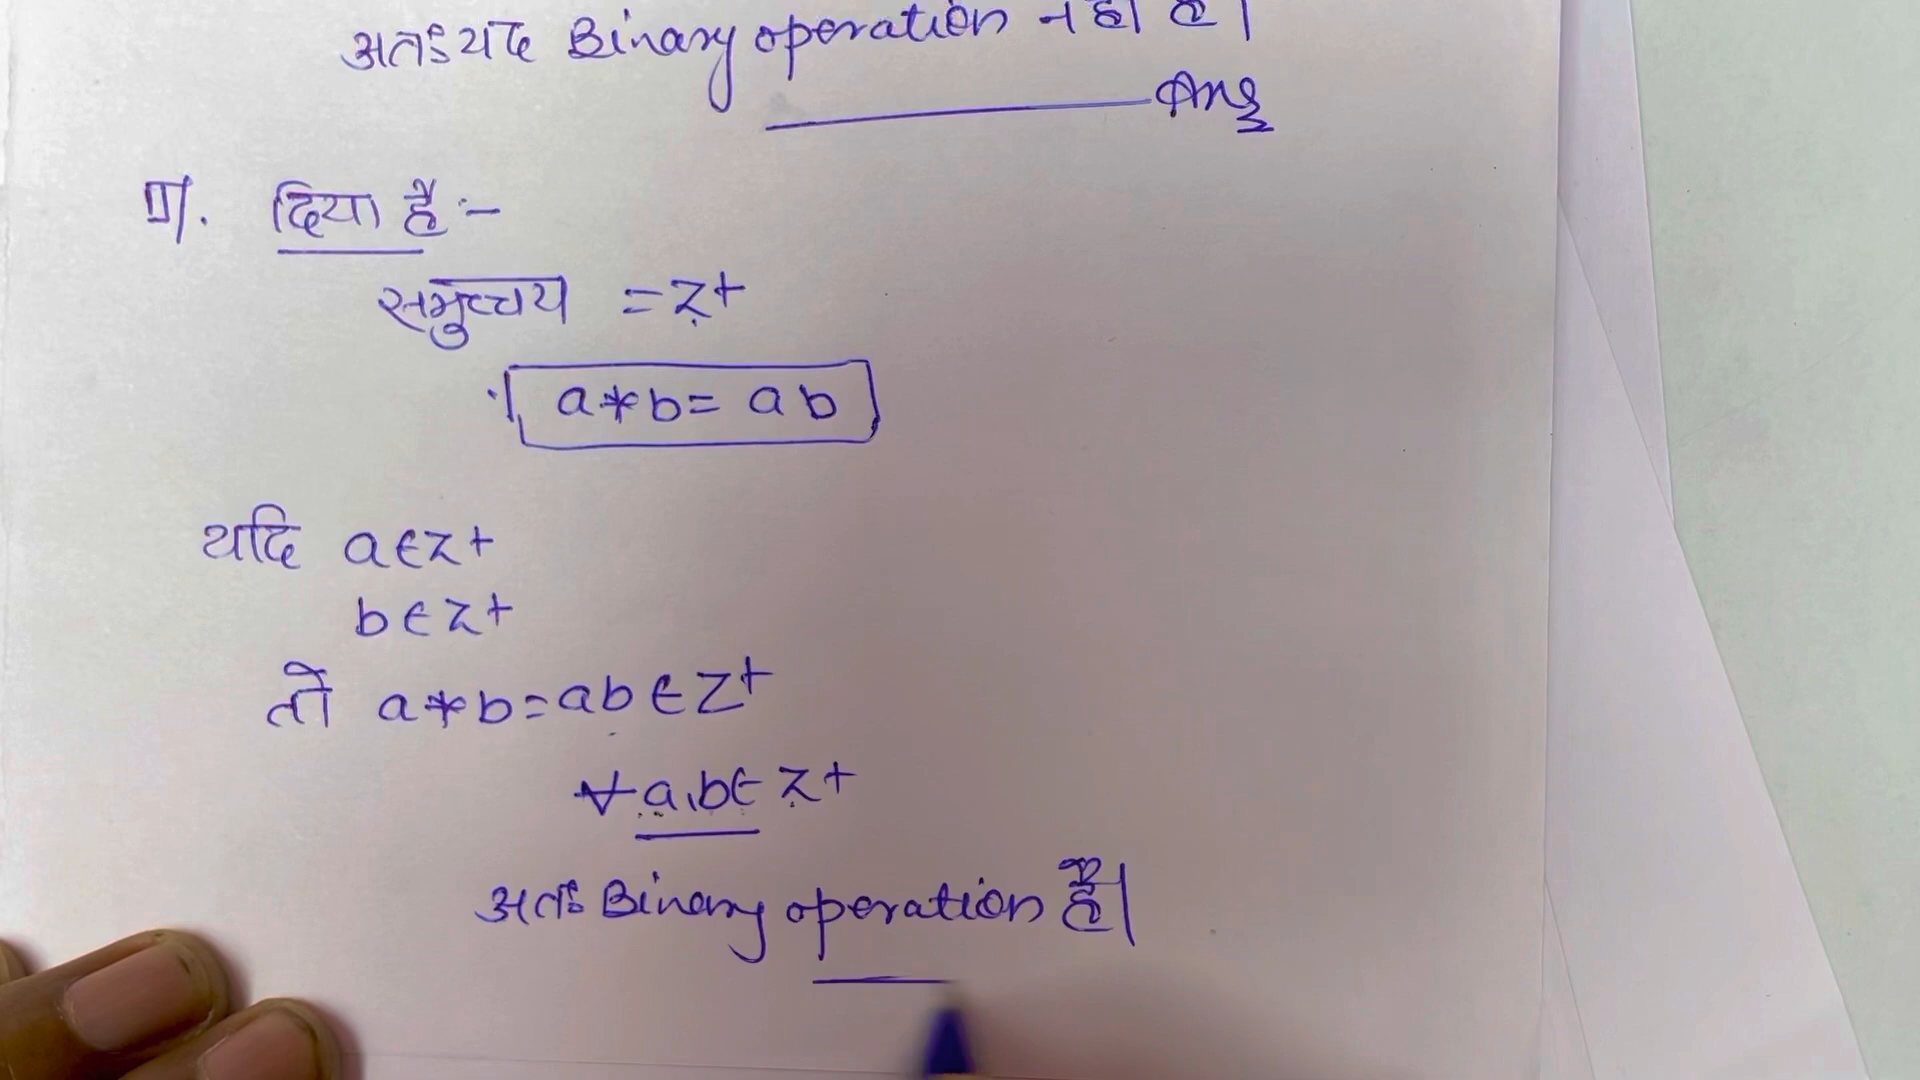 अतः यह Binary operation नहीं है।
Ans
II. दिया है :-
समुच्चय = Z+
a*b= ab
यदि a∈Z+
b∈Z+
तो a*b=ab∈Z+
∀ a,b∈ Z+
अतः Binary operation है।